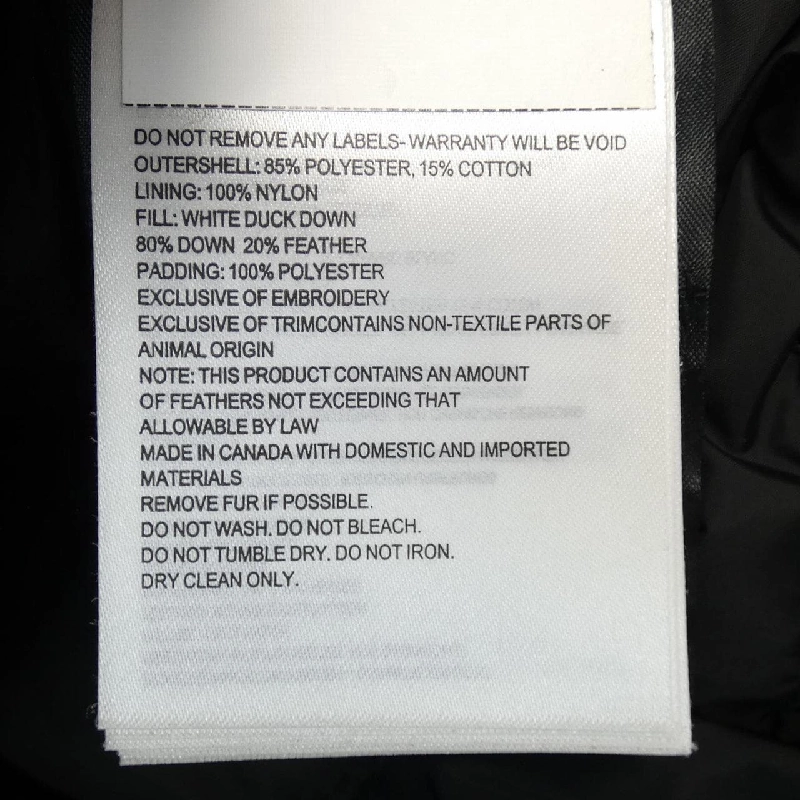 DO NOT REMOVE ANY LABELS- WARRANTY WILL BE VOID
OUTERSHELL: 85% POLYESTER, 15% COTTON
LINING: 100% NYLON
FILL: WHITE DUCK DOWN
80% DOWN 20% FEATHER
PADDING: 100% POLYESTER
EXCLUSIVE OF EMBROIDERY
EXCLUSIVE OF TRIMCONTAINS NON-TEXTILE PARTS OF
ANIMAL ORIGIN
NOTE: THIS PRODUCT CONTAINS AN AMOUNT
OF FEATHERS NOT EXCEEDING THAT
ALLOWABLE BY LAW
MADE IN CANADA WITH DOMESTIC AND IMPORTED
MATERIALS
REMOVE FUR IF POSSIBLE.
DO NOT WASH. DO NOT BLEACH.
DO NOT TUMBLE DRY. DO NOT IRON.
DRY CLEAN ONLY.